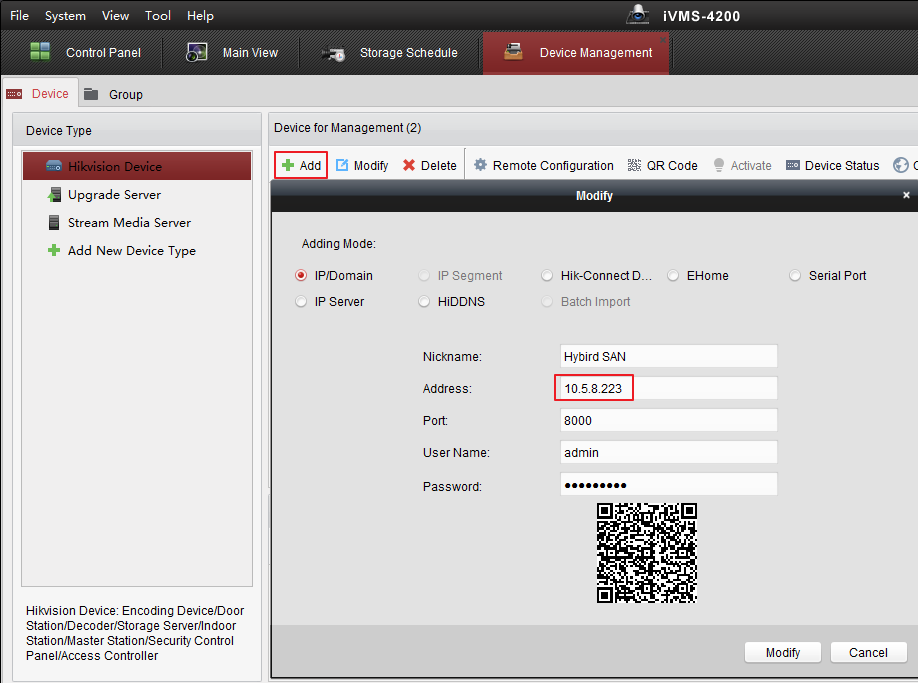 File System View Tool Help iVMS-4200
Control Panel Main View Storage Schedule Device Management
Device Group
Device Type
Device for Management (2)
Add Modify Delete Remote Configuration QR Code Activate Device Status
Hikvision Device
Upgrade Server
Stream Media Server
Add New Device Type
Modify
Adding Mode:
IP/Domain IP Segment Hik-Connect D... EHome Serial Port
IP Server HiDDNS Batch Import
Nickname: Hybird SAN
Address: 10.5.8.223
Port: 8000
User Name: admin
Password: ●●●●●●●●●
Hikvision Device: Encoding Device/Door
Station/Decoder/Storage Server/Indoor
Station/Master Station/Security Control
Panel/Access Controller
Modify Cancel